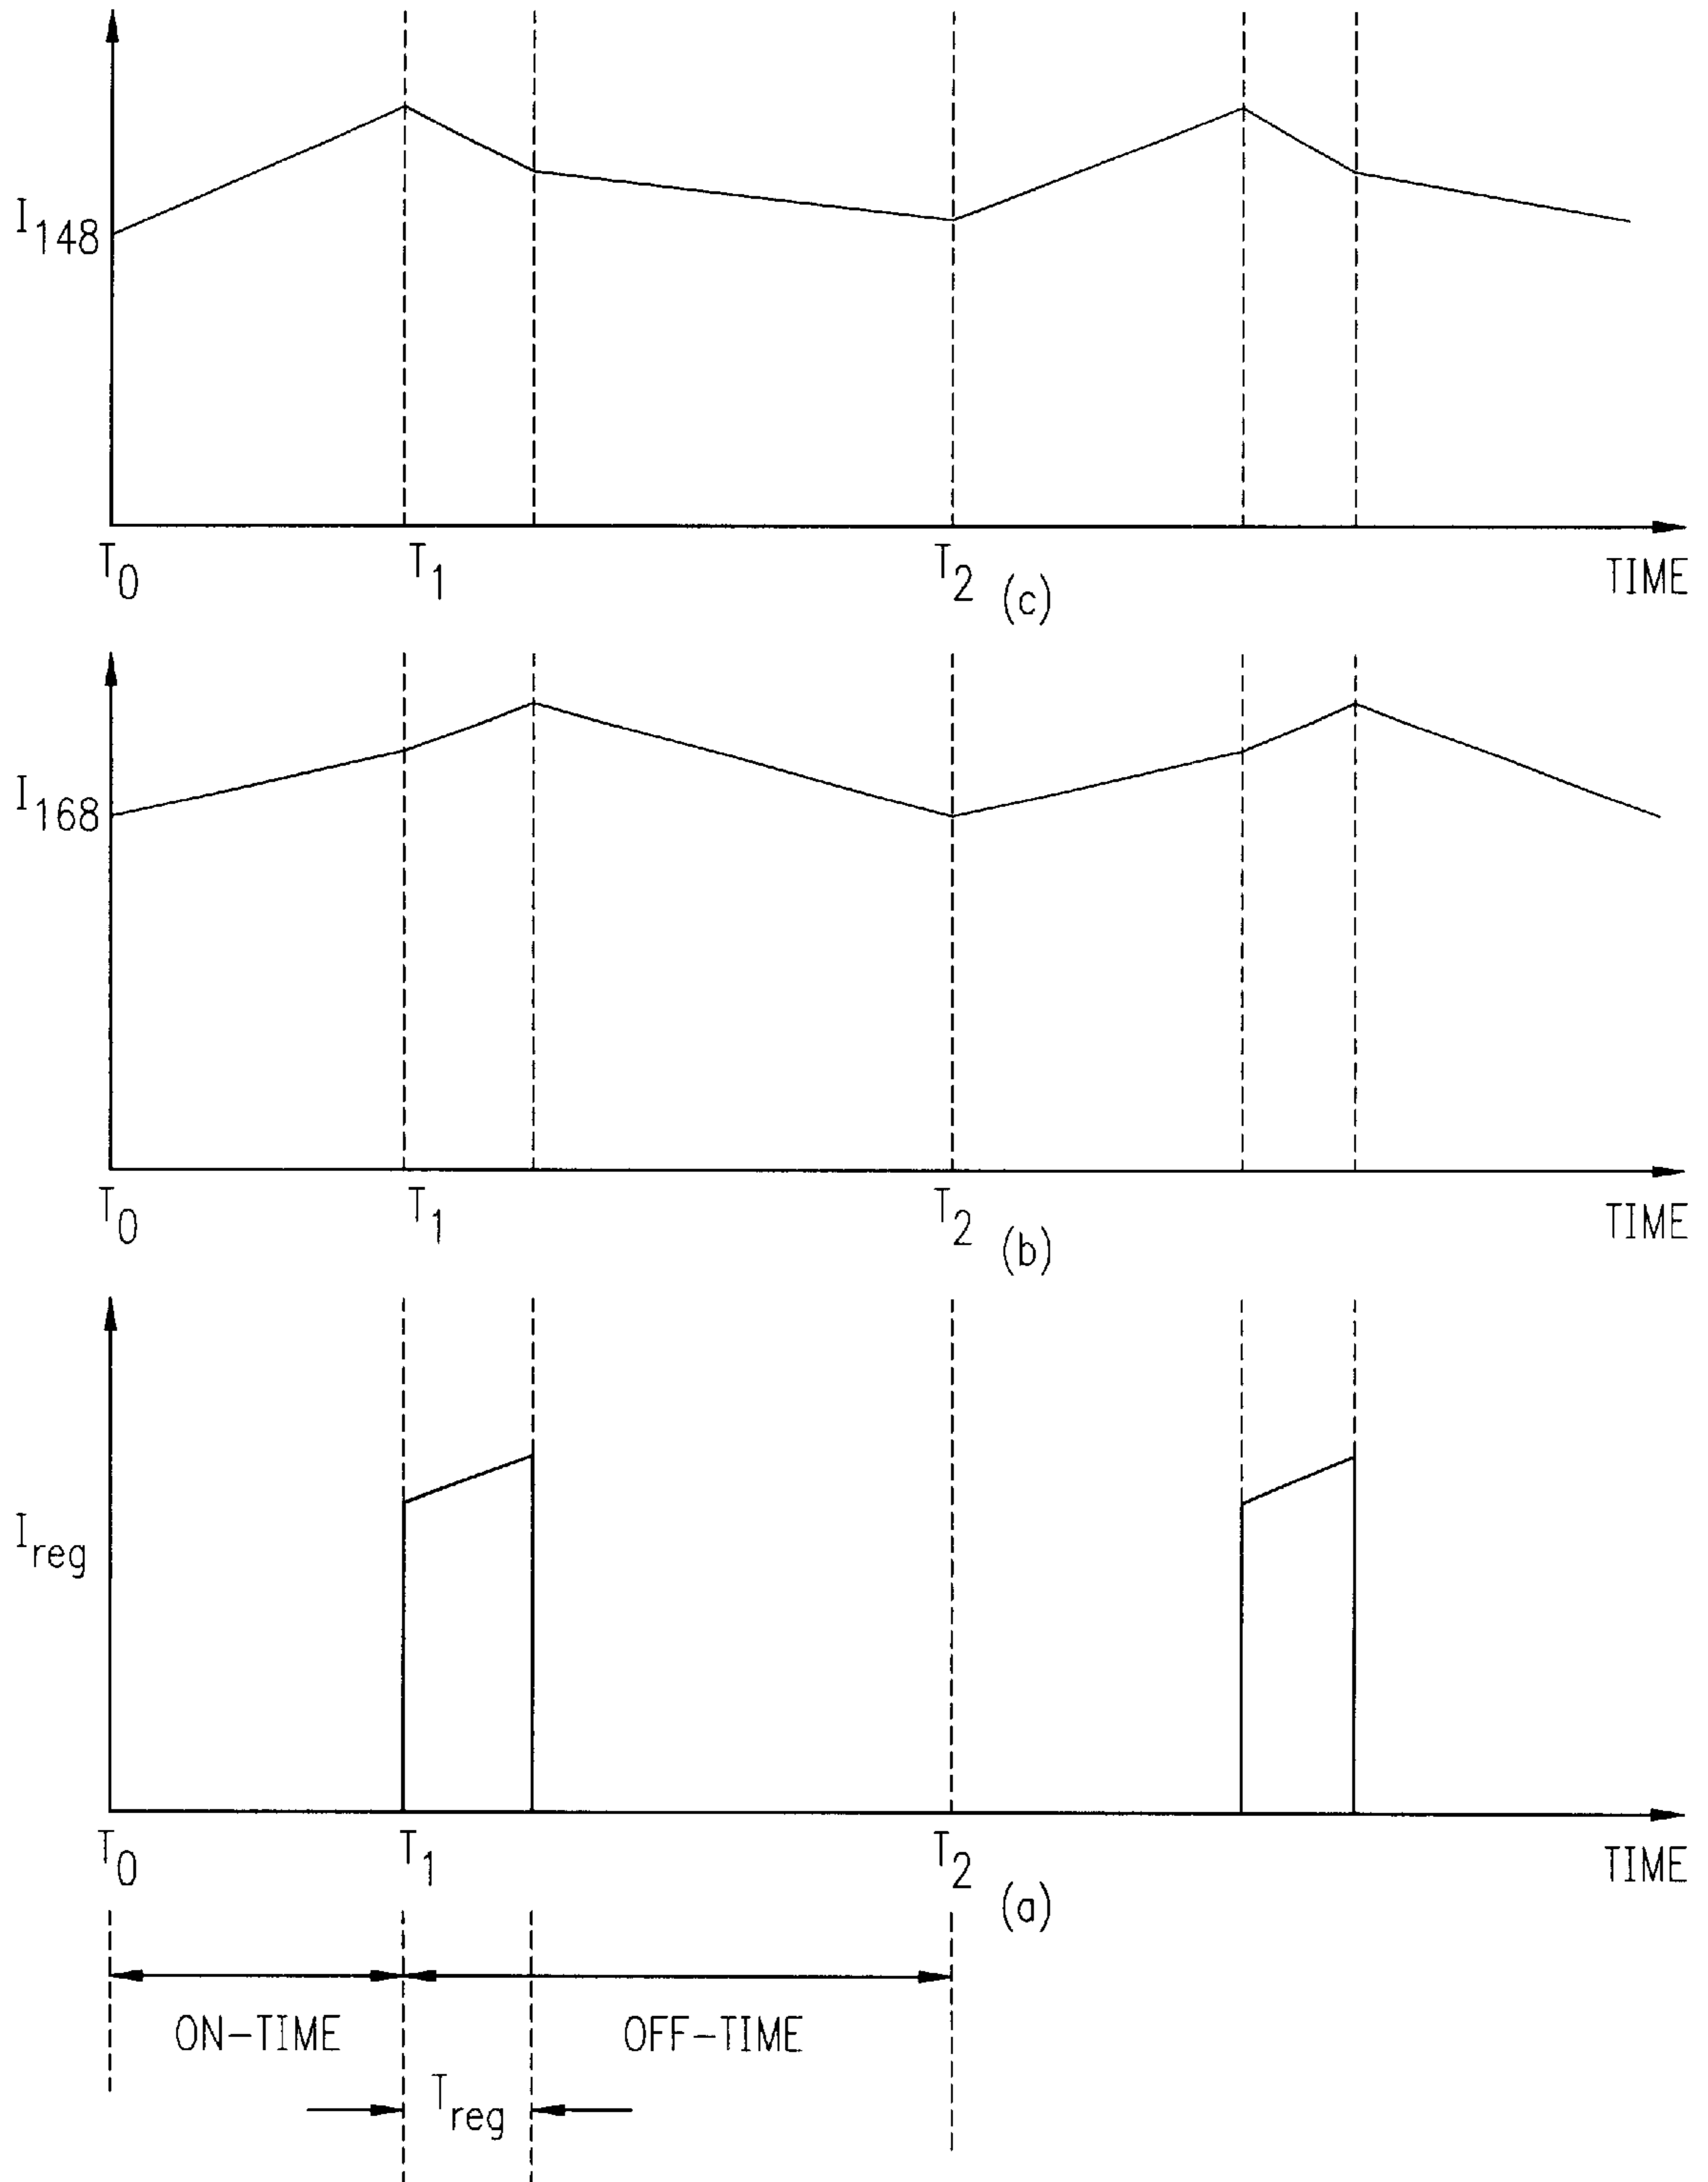 I148
T0 T1 T2 (c) TIME
I168
T0 T1 T2 (b) TIME
Ireg
T0 T1 T2 (a) TIME
ON-TIME OFF-TIME
Treg